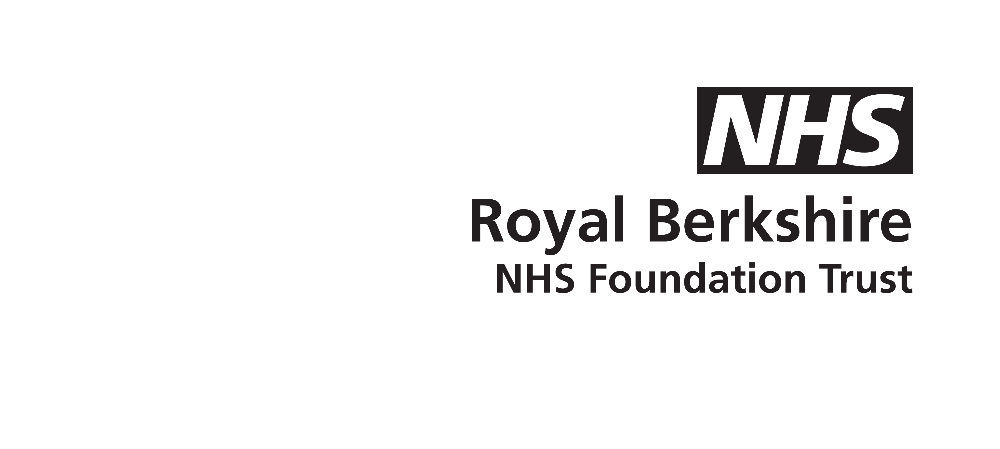 NHS
Royal Berkshire
NHS Foundation Trust